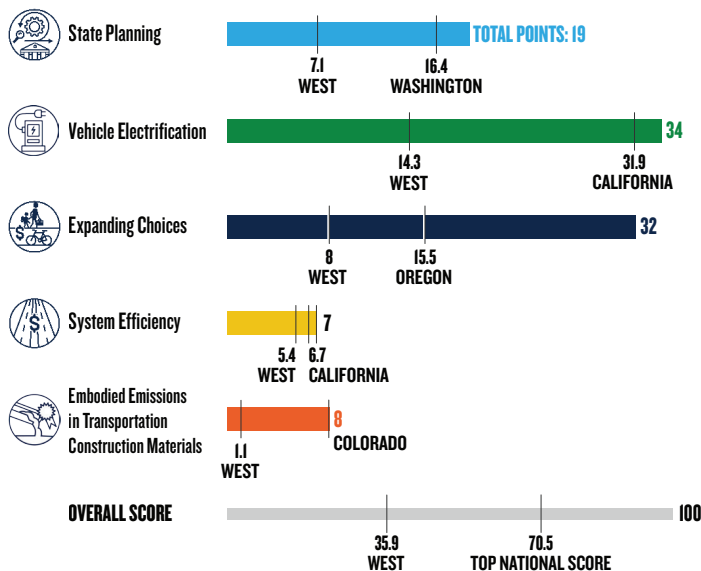 State Planning
TOTAL POINTS: 19
7.1
WEST
16.4
WASHINGTON
Vehicle Electrification
34
14.3
WEST
31.9
CALIFORNIA
$
Expanding Choices
32
8
WEST
15.5
OREGON
$
System Efficiency
7
5.4
WEST
6.7
CALIFORNIA
Embodied Emissions
in Transportation
Construction Materials
8
COLORADO
1.1
WEST
OVERALL SCORE
100
35.9
WEST
70.5
TOP NATIONAL SCORE